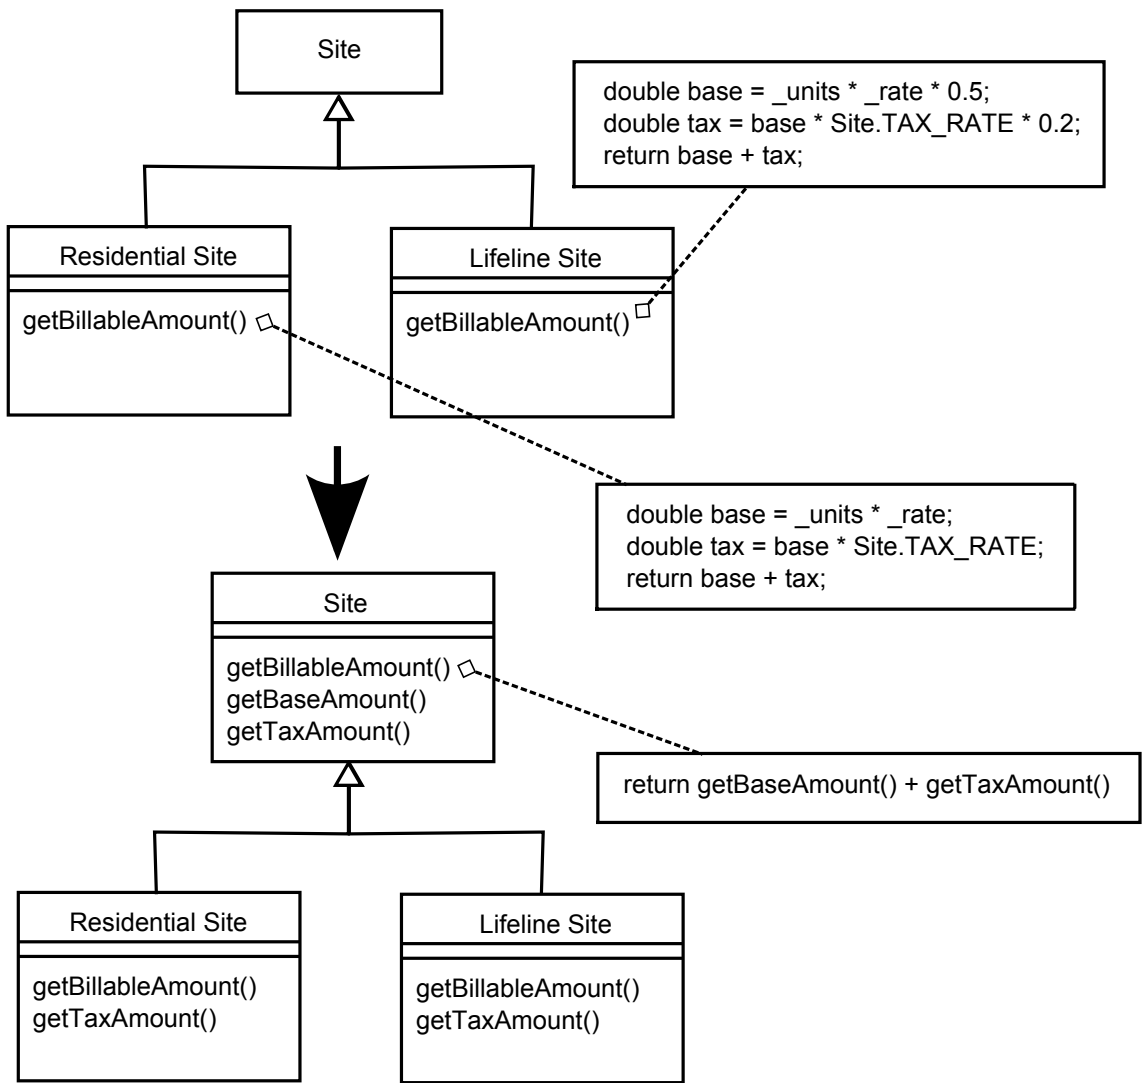 Site
double base = _units * _rate * 0.5;
double tax = base * Site.TAX_RATE * 0.2;
return base + tax;
Residential Site
getBillableAmount()
Lifeline Site
getBillableAmount()
double base = _units * _rate;
double tax = base * Site.TAX_RATE;
return base + tax;
Site
getBillableAmount()
getBaseAmount()
getTaxAmount()
return getBaseAmount() + getTaxAmount()
Residential Site
getBillableAmount()
getTaxAmount()
Lifeline Site
getBillableAmount()
getTaxAmount()